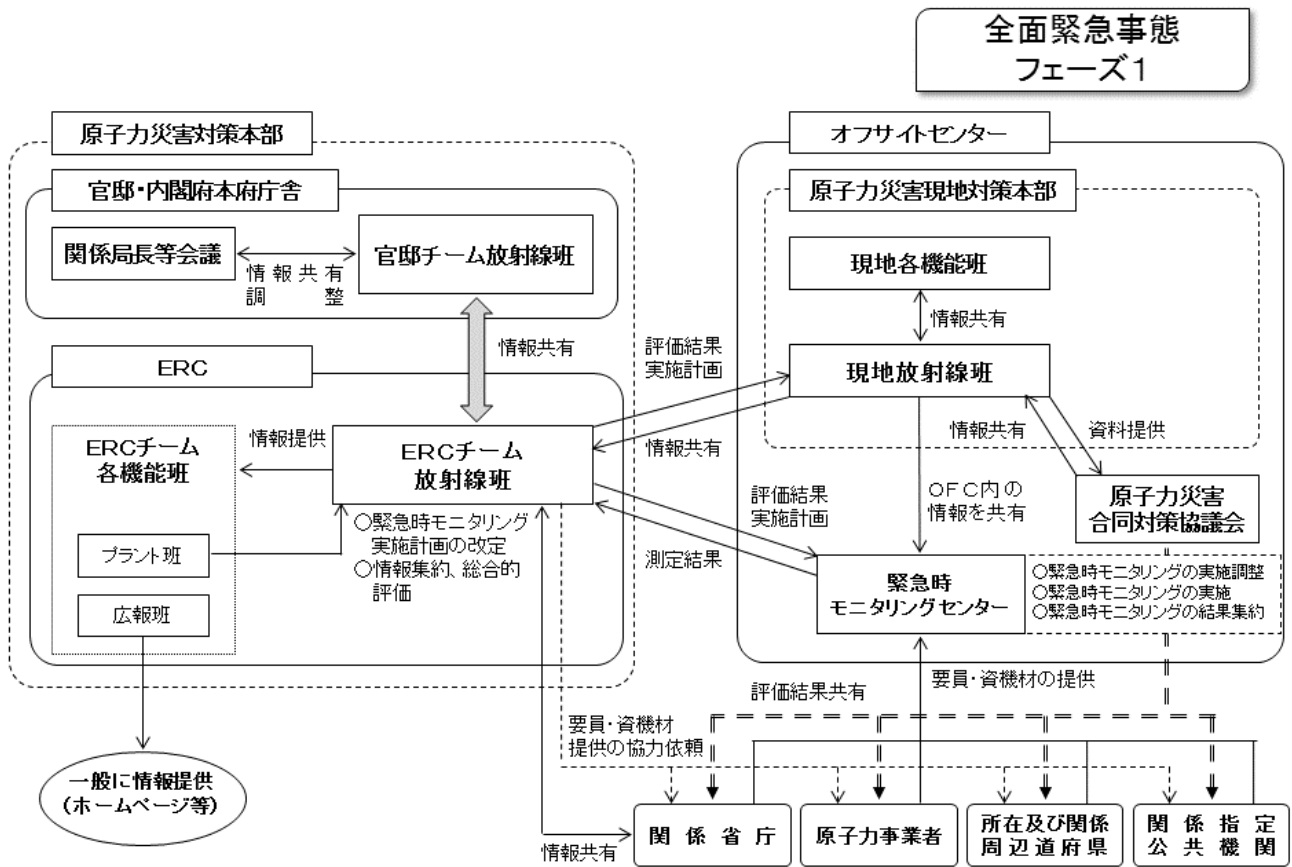 全面緊急事態
フェーズ1
原子力災害対策本部
官邸・内閣府本府庁舎
関係局長等会議
情報共有
調整
官邸チーム放射線班
情報共有
ERC
ERCチーム
各機能班
プラント班
広報班
情報提供
ERCチーム
放射線班
○緊急時モニタリング
実施計画の改定
○情報集約、総合的
評価
一般に情報提供
(ホームページ等)
評価結果
実施計画
情報共有
評価結果
実施計画
測定結果
オフサイトセンター
原子力災害現地対策本部
現地各機能班
情報共有
現地放射線班
情報共有
資料提供
OFC内の
情報を共有
原子力災害
合同対策協議会
緊急時
モニタリングセンター
○緊急時モニタリングの実施調整
○緊急時モニタリングの実施
○緊急時モニタリングの結果集約
評価結果共有
要員・資機材の提供
要員・資機材
提供の協力依頼
情報共有
関係省庁
原子力事業者
所在及び関係
周辺道府県
関係指定
公共機関